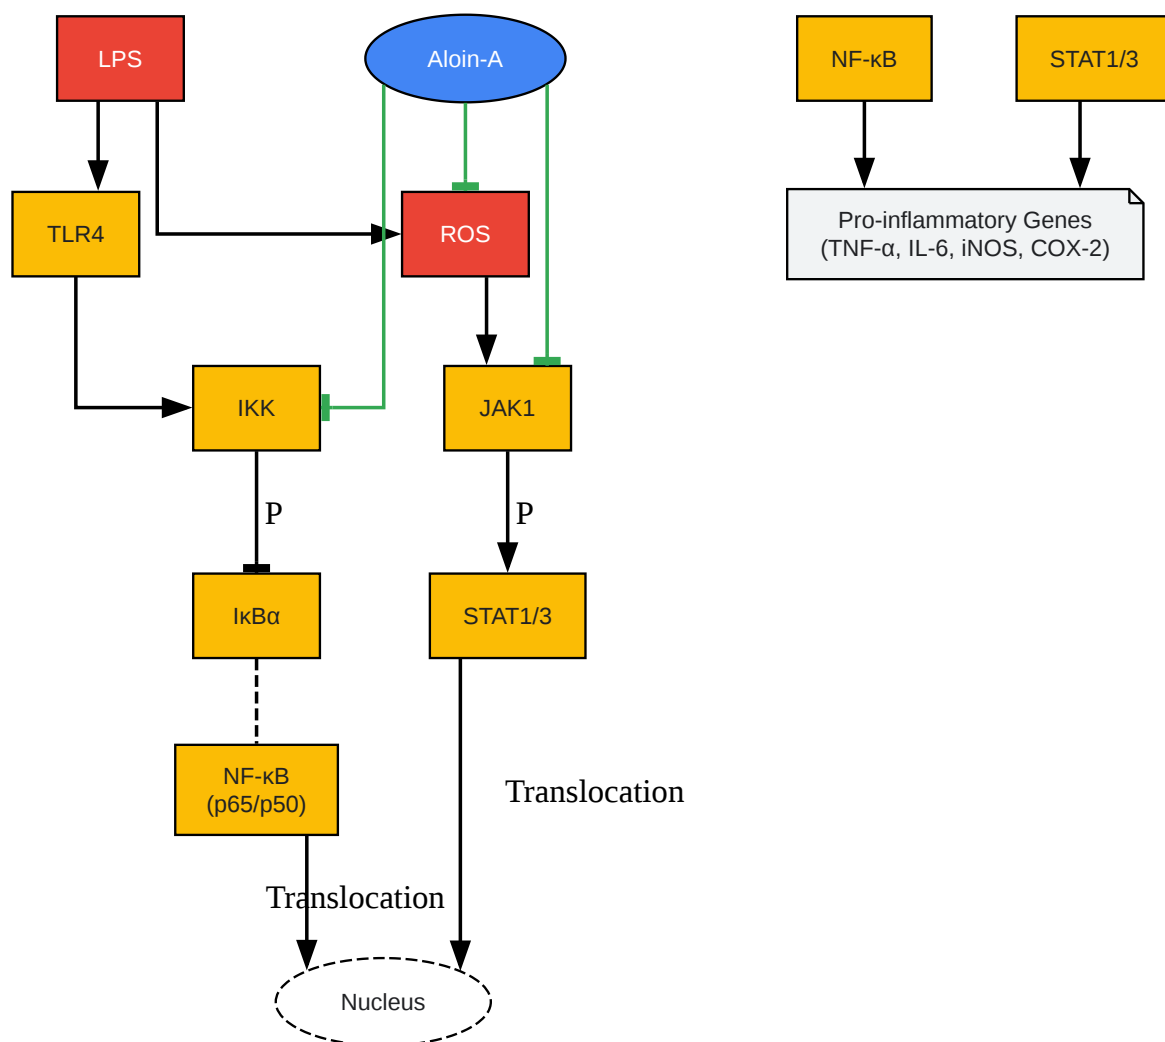 LPS
Aloin-A
NF-κB
STAT1/3
TLR4
ROS
Pro-inflammatory Genes
(TNF-α, IL-6, iNOS, COX-2)
IKK
JAK1
P
P
IκBα
STAT1/3
NF-κB
(p65/p50)
Translocation
Translocation
Nucleus